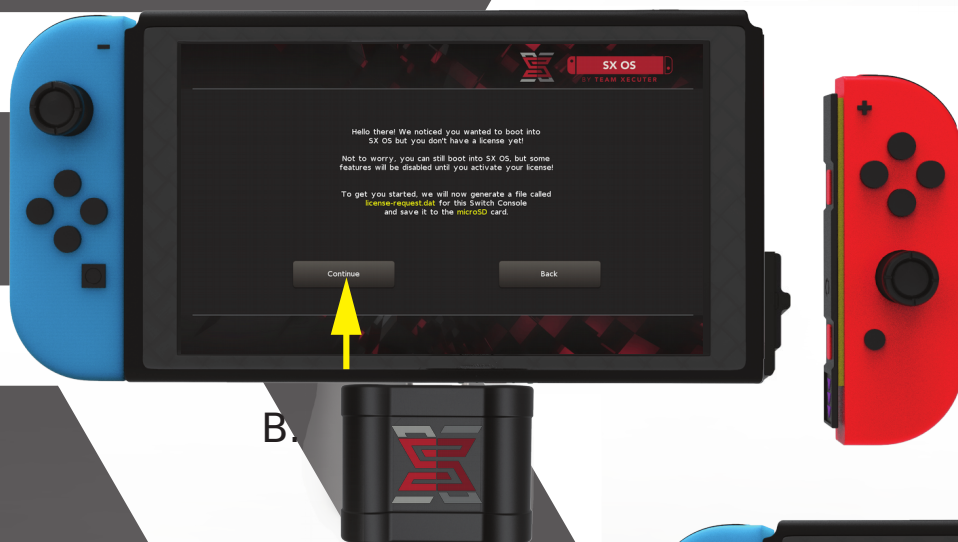 SX OS
BY TEAM XECUTER
Hello there! We noticed you wanted to boot into
SX OS but you don't have a license yet!
Not to worry, you can still boot into SX OS, but some
features will be disabled until you activate your license!
To get you started, we will now generate a file called
license-request.dat for this Switch Console
and save it to the microSD card.
Continue
Back
B.